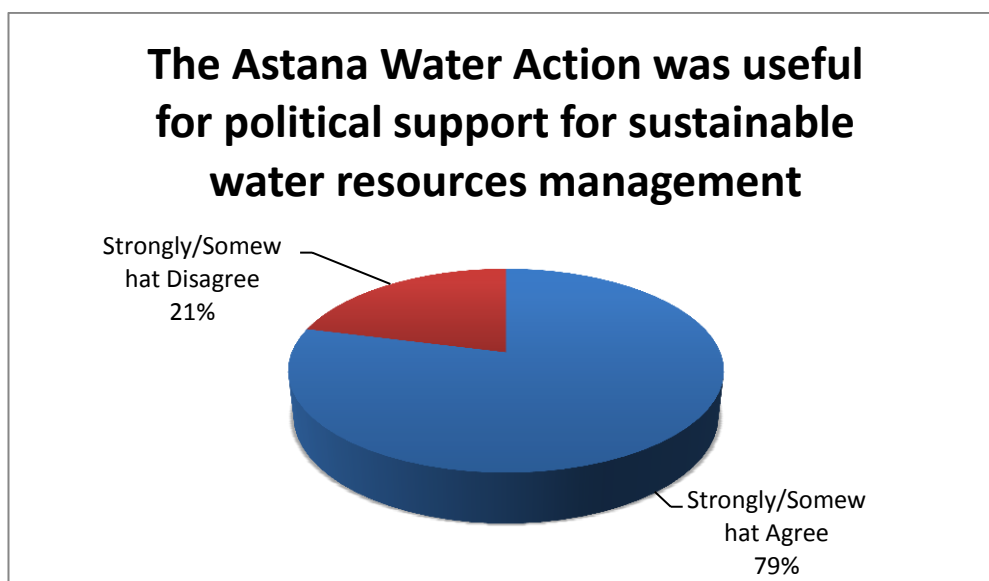 The Astana Water Action was useful
for political support for sustainable
water resources management
Strongly/Somew
hat Disagree
21%
Strongly/Somew
hat Agree
79%